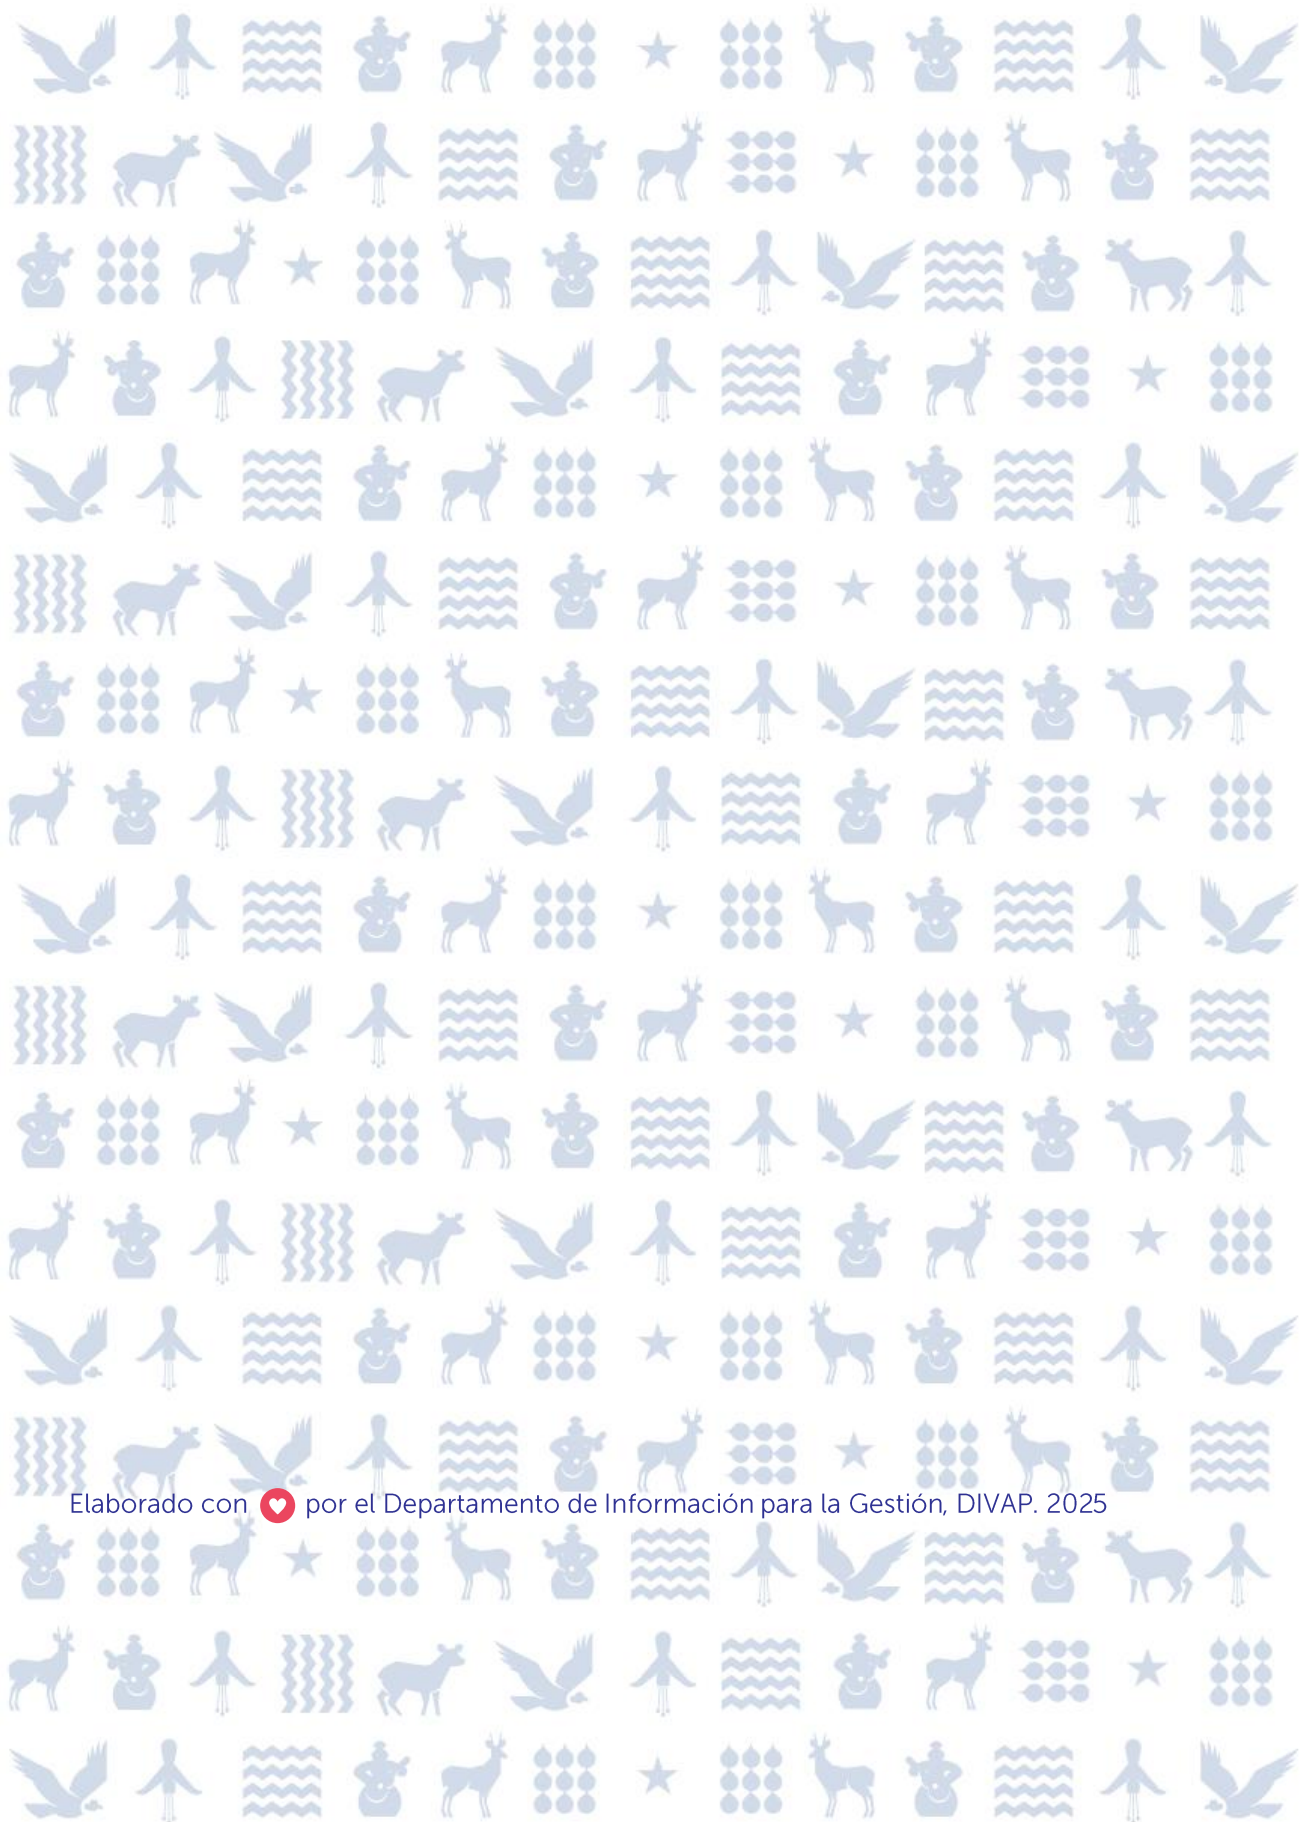 Elaborado con por el Departamento de Información para la Gestión, DIVAP. 2025